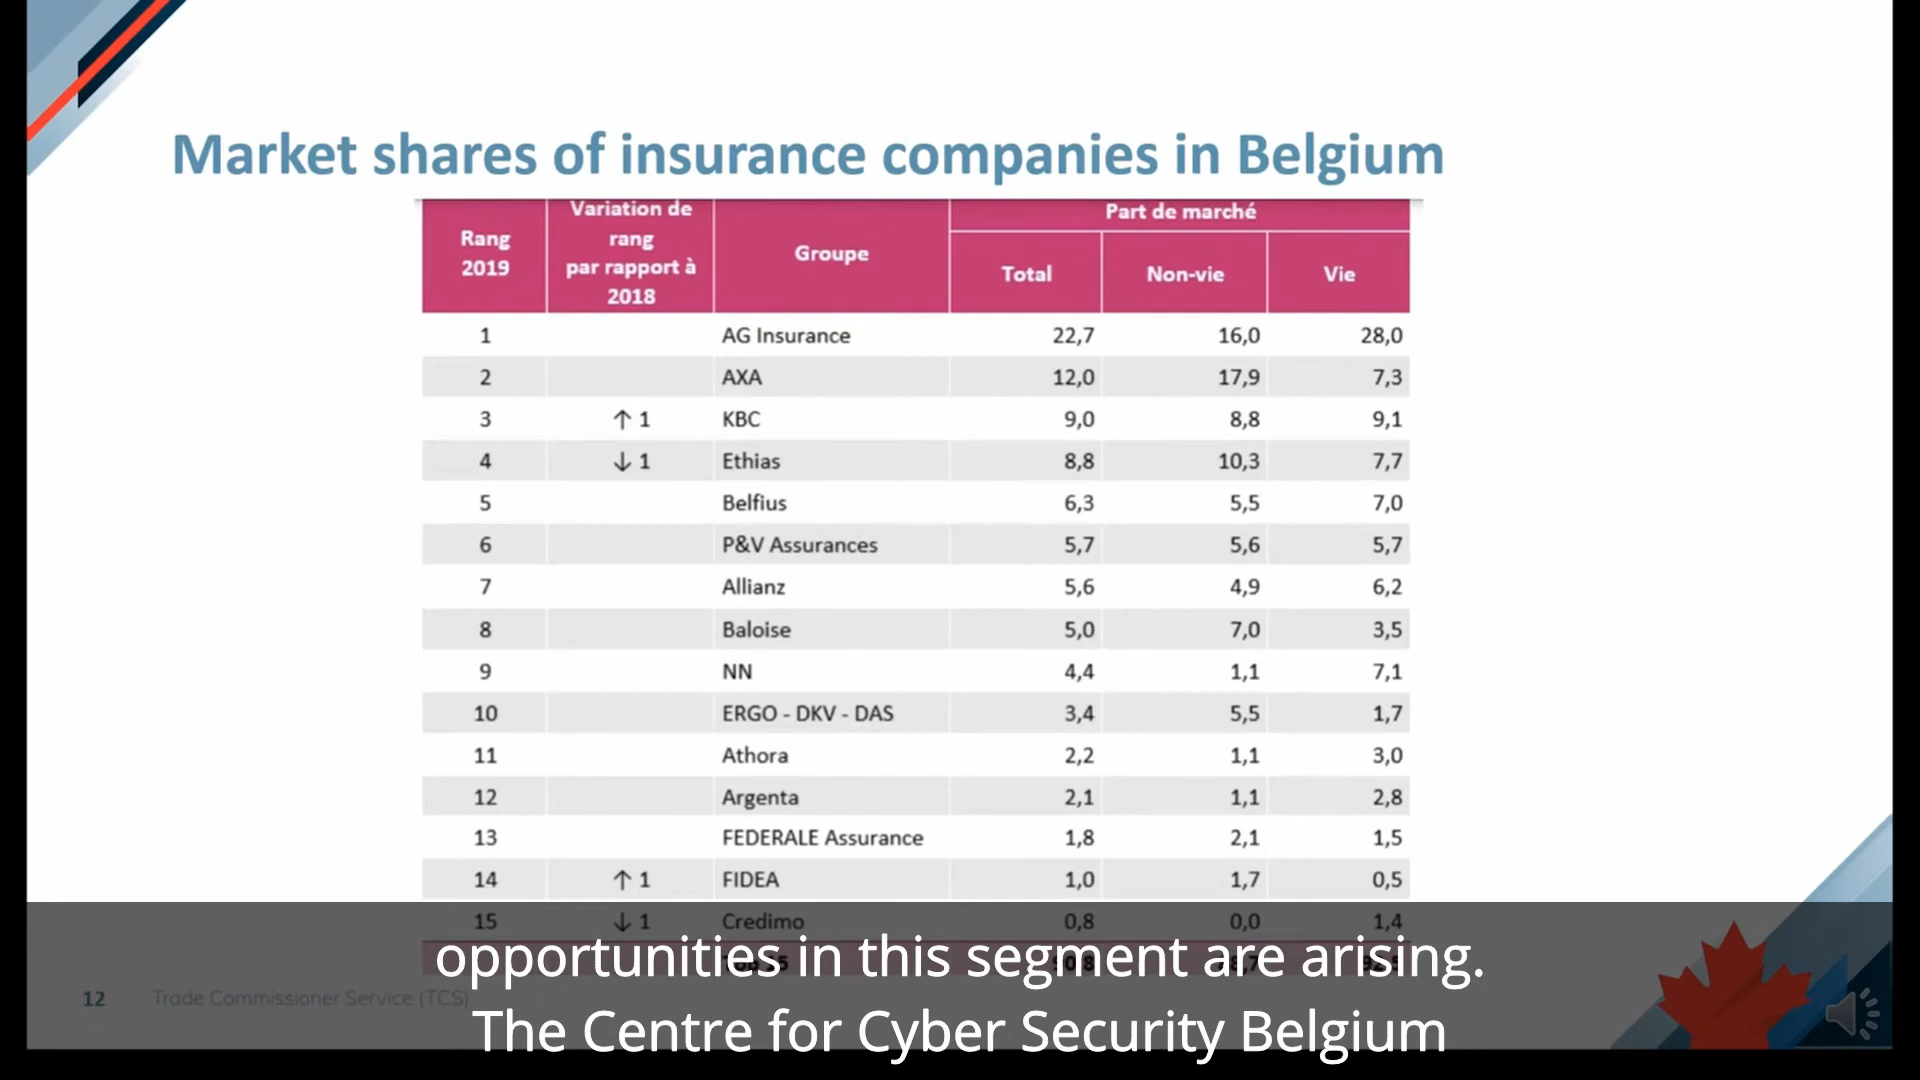 Market shares of insurance companies in Belgium
Rang 2019 Variation de rang par rapport à 2018 Groupe Part de marché
Total Non-vie Vie
1 AG Insurance 22,7 16,0 28,0
2 AXA 12,0 17,9 7,3
3 ↑ 1 KBC 9,0 8,8 9,1
4 ↓ 1 Ethias 8,8 10,3 7,7
5 Belfius 6,3 5,5 7,0
6 P&V Assurances 5,7 5,6 5,7
7 Allianz 5,6 4,9 6,2
8 Baloise 5,0 7,0 3,5
9 NN 4,4 1,1 7,1
10 ERGO - DKV - DAS 3,4 5,5 1,7
11 Athora 2,2 1,1 3,0
12 Argenta 2,1 1,1 2,8
13 FEDERALE Assurance 1,8 2,1 1,5
14 ↑ 1 FIDEA 1,0 1,7 0,5
15 ↓ 1 Credimo 0,8 0,0 1,4
opportunities in this segment are arising.
12 Trade Commissioner Service (TCS)
The Centre for Cyber Security Belgium